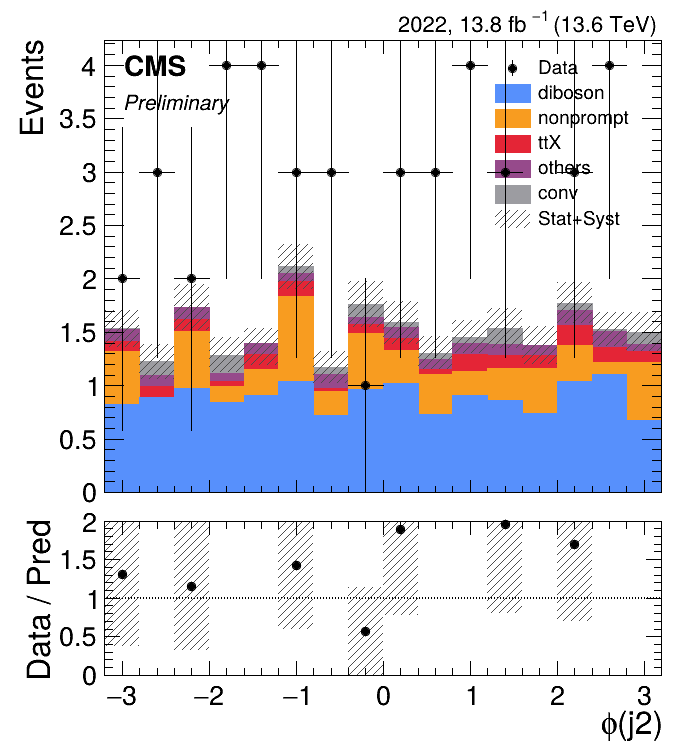 2022, 13.8 fb⁻¹ (13.6 TeV)
Events
CMS
Preliminary
Data
diboson
nonprompt
ttX
others
conv
Stat+Syst
4
3.5
3
2.5
2
1.5
1
0.5
0
Data / Pred
2
1.5
1
0.5
0
−3 −2 −1 0 1 2 3
ϕ(j2)